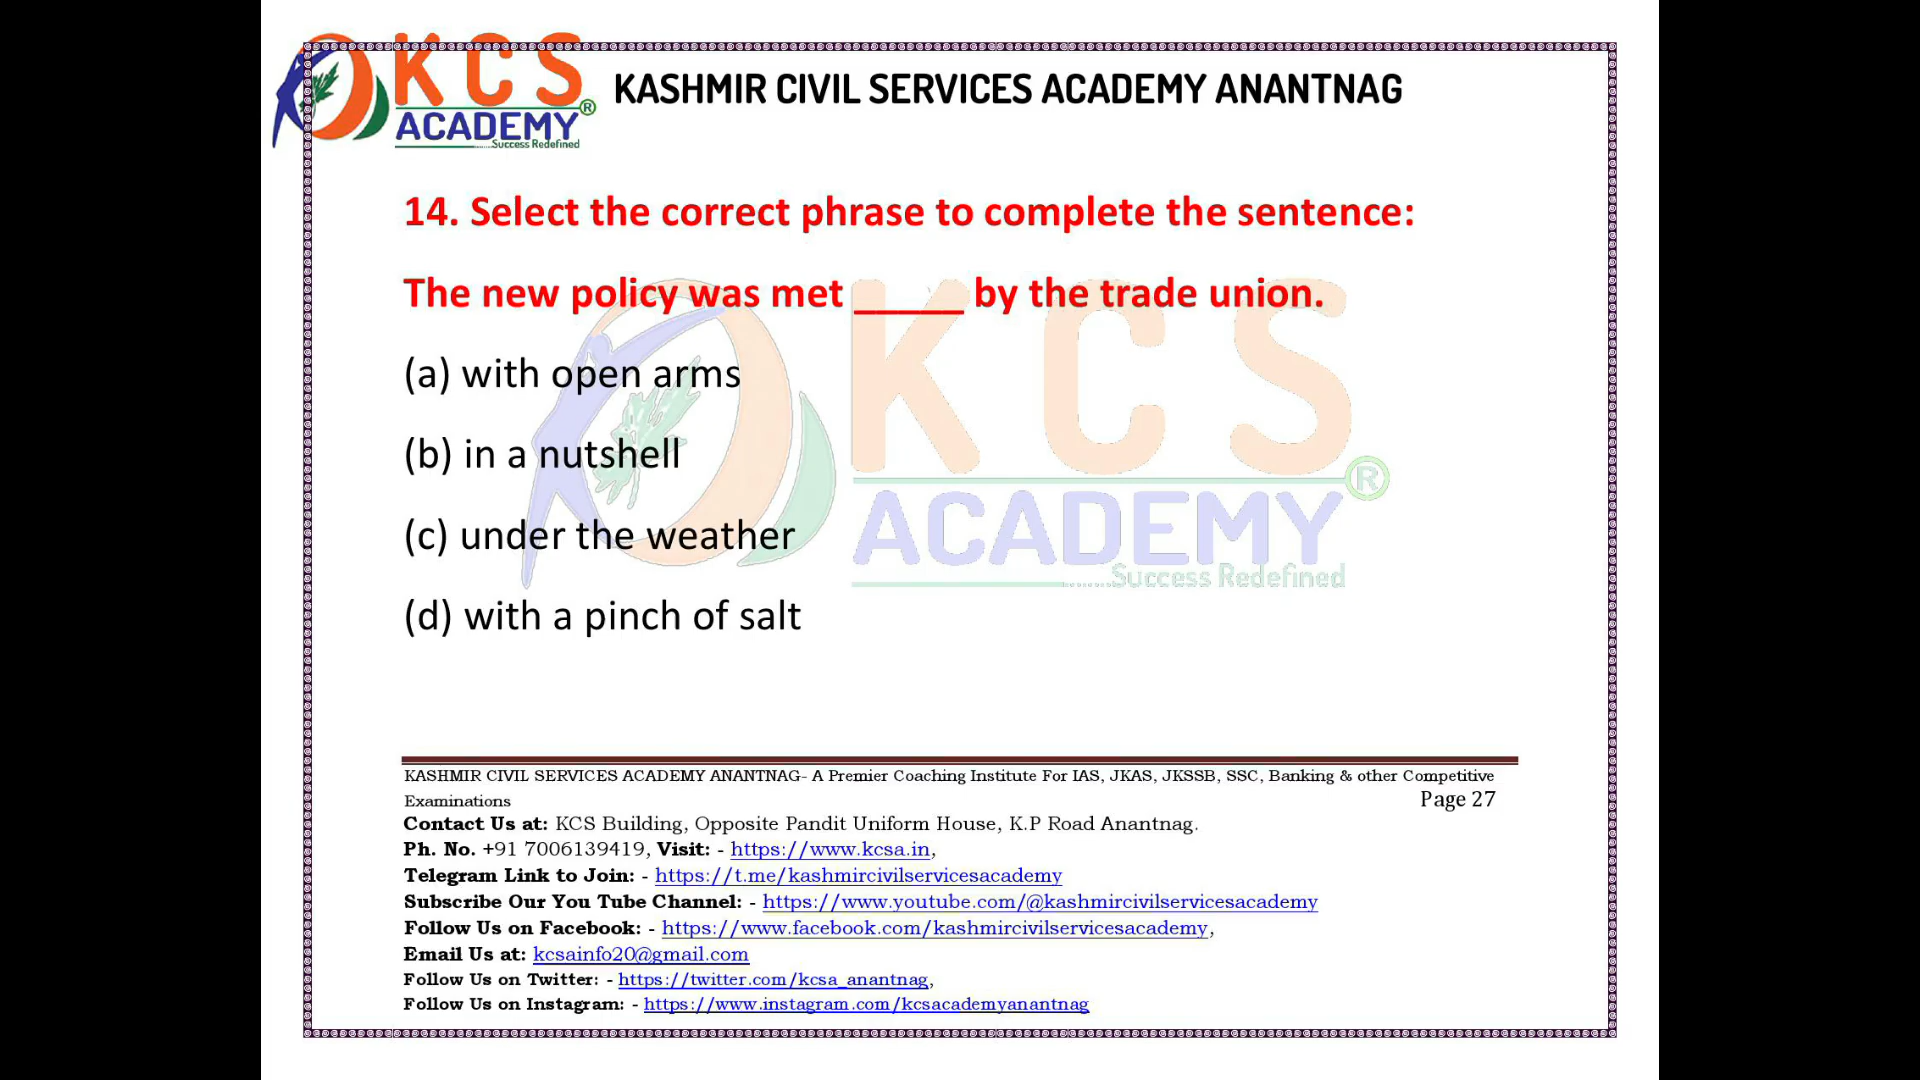 KCS
ACADEMY
®
......Success Redefined
KASHMIR CIVIL SERVICES ACADEMY ANANTNAG
14. Select the correct phrase to complete the sentence:
The new policy was met _____ by the trade union.
(a) with open arms
(b) in a nutshell
(c) under the weather
(d) with a pinch of salt
KCS
ACADEMY
®
.......Success Redefined
KASHMIR CIVIL SERVICES ACADEMY ANANTNAG- A Premier Coaching Institute For IAS, JKAS, JKSSB, SSC, Banking & other Competitive
Examinations Page 27
Contact Us at: KCS Building, Opposite Pandit Uniform House, K.P Road Anantnag.
Ph. No. +91 7006139419, Visit: - https://www.kcsa.in,
Telegram Link to Join: - https://t.me/kashmircivilservicesacademy
Subscribe Our You Tube Channel: - https://www.youtube.com/@kashmircivilservicesacademy
Follow Us on Facebook: - https://www.facebook.com/kashmircivilservicesacademy,
Email Us at: kcsainfo20@gmail.com
Follow Us on Twitter: - https://twitter.com/kcsa_anantnag,
Follow Us on Instagram: - https://www.instagram.com/kcsacademyanantnag